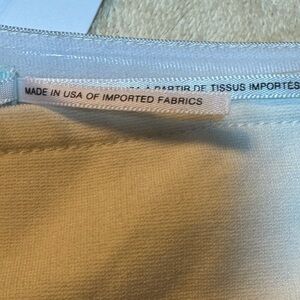 MADE IN USA OF IMPORTED FABRICS
À PARTIR DE TISSUS IMPORTÉS